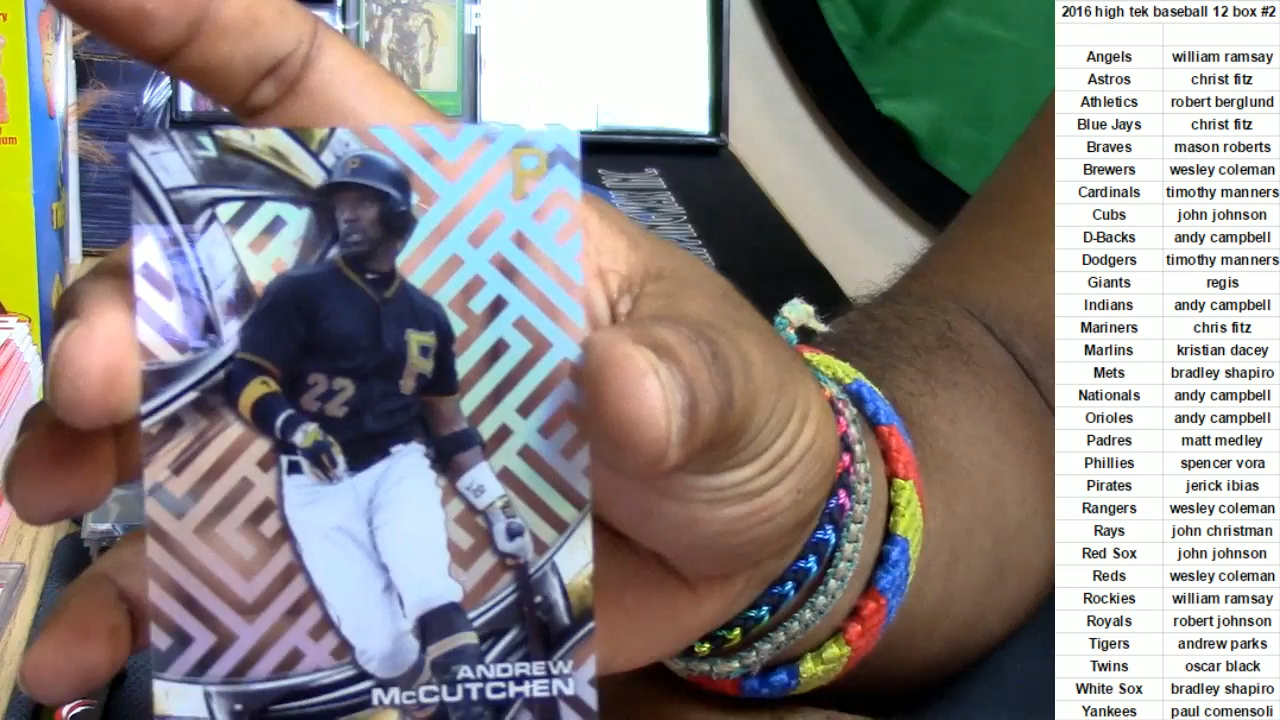 2016 high tek baseball 12 box #2
Angels william ramsay
Astros christ fitz
Athletics robert berglund
Blue Jays christ fitz
Braves mason roberts
Brewers wesley coleman
Cardinals timothy manners
Cubs john johnson
D-Backs andy campbell
Dodgers timothy manners
Giants regis
Indians andy campbell
Mariners chris fitz
Marlins kristian dacey
Mets bradley shapiro
Nationals andy campbell
Orioles andy campbell
Padres matt medley
Phillies spencer vora
Pirates jerick ibias
Rangers wesley coleman
Rays john christman
Red Sox john johnson
Reds wesley coleman
Rockies william ramsay
Royals robert johnson
Tigers andrew parks
Twins oscar black
White Sox bradley shapiro
Yankees paul comensoli
P
P
P
22
ANDREW
McCUTCHEN